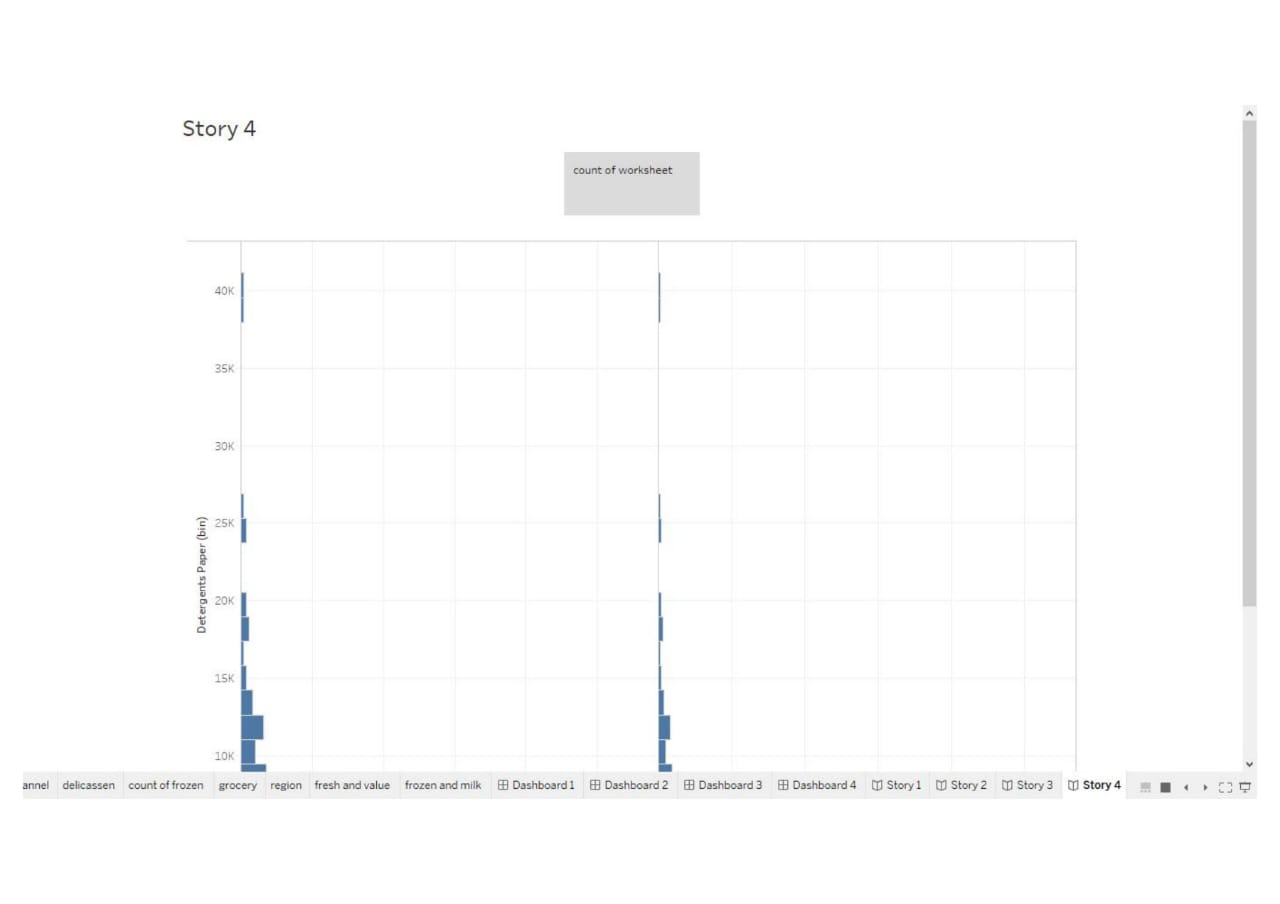 Story 4
count of worksheet
40K
35K
30K
25K
20K
15K
10K
Detergents Paper (bin)
annel delicassen count of frozen grocery region fresh and value frozen and milk Dashboard 1 Dashboard 2 Dashboard 3 Dashboard 4 Story 1 Story 2 Story 3 Story 4